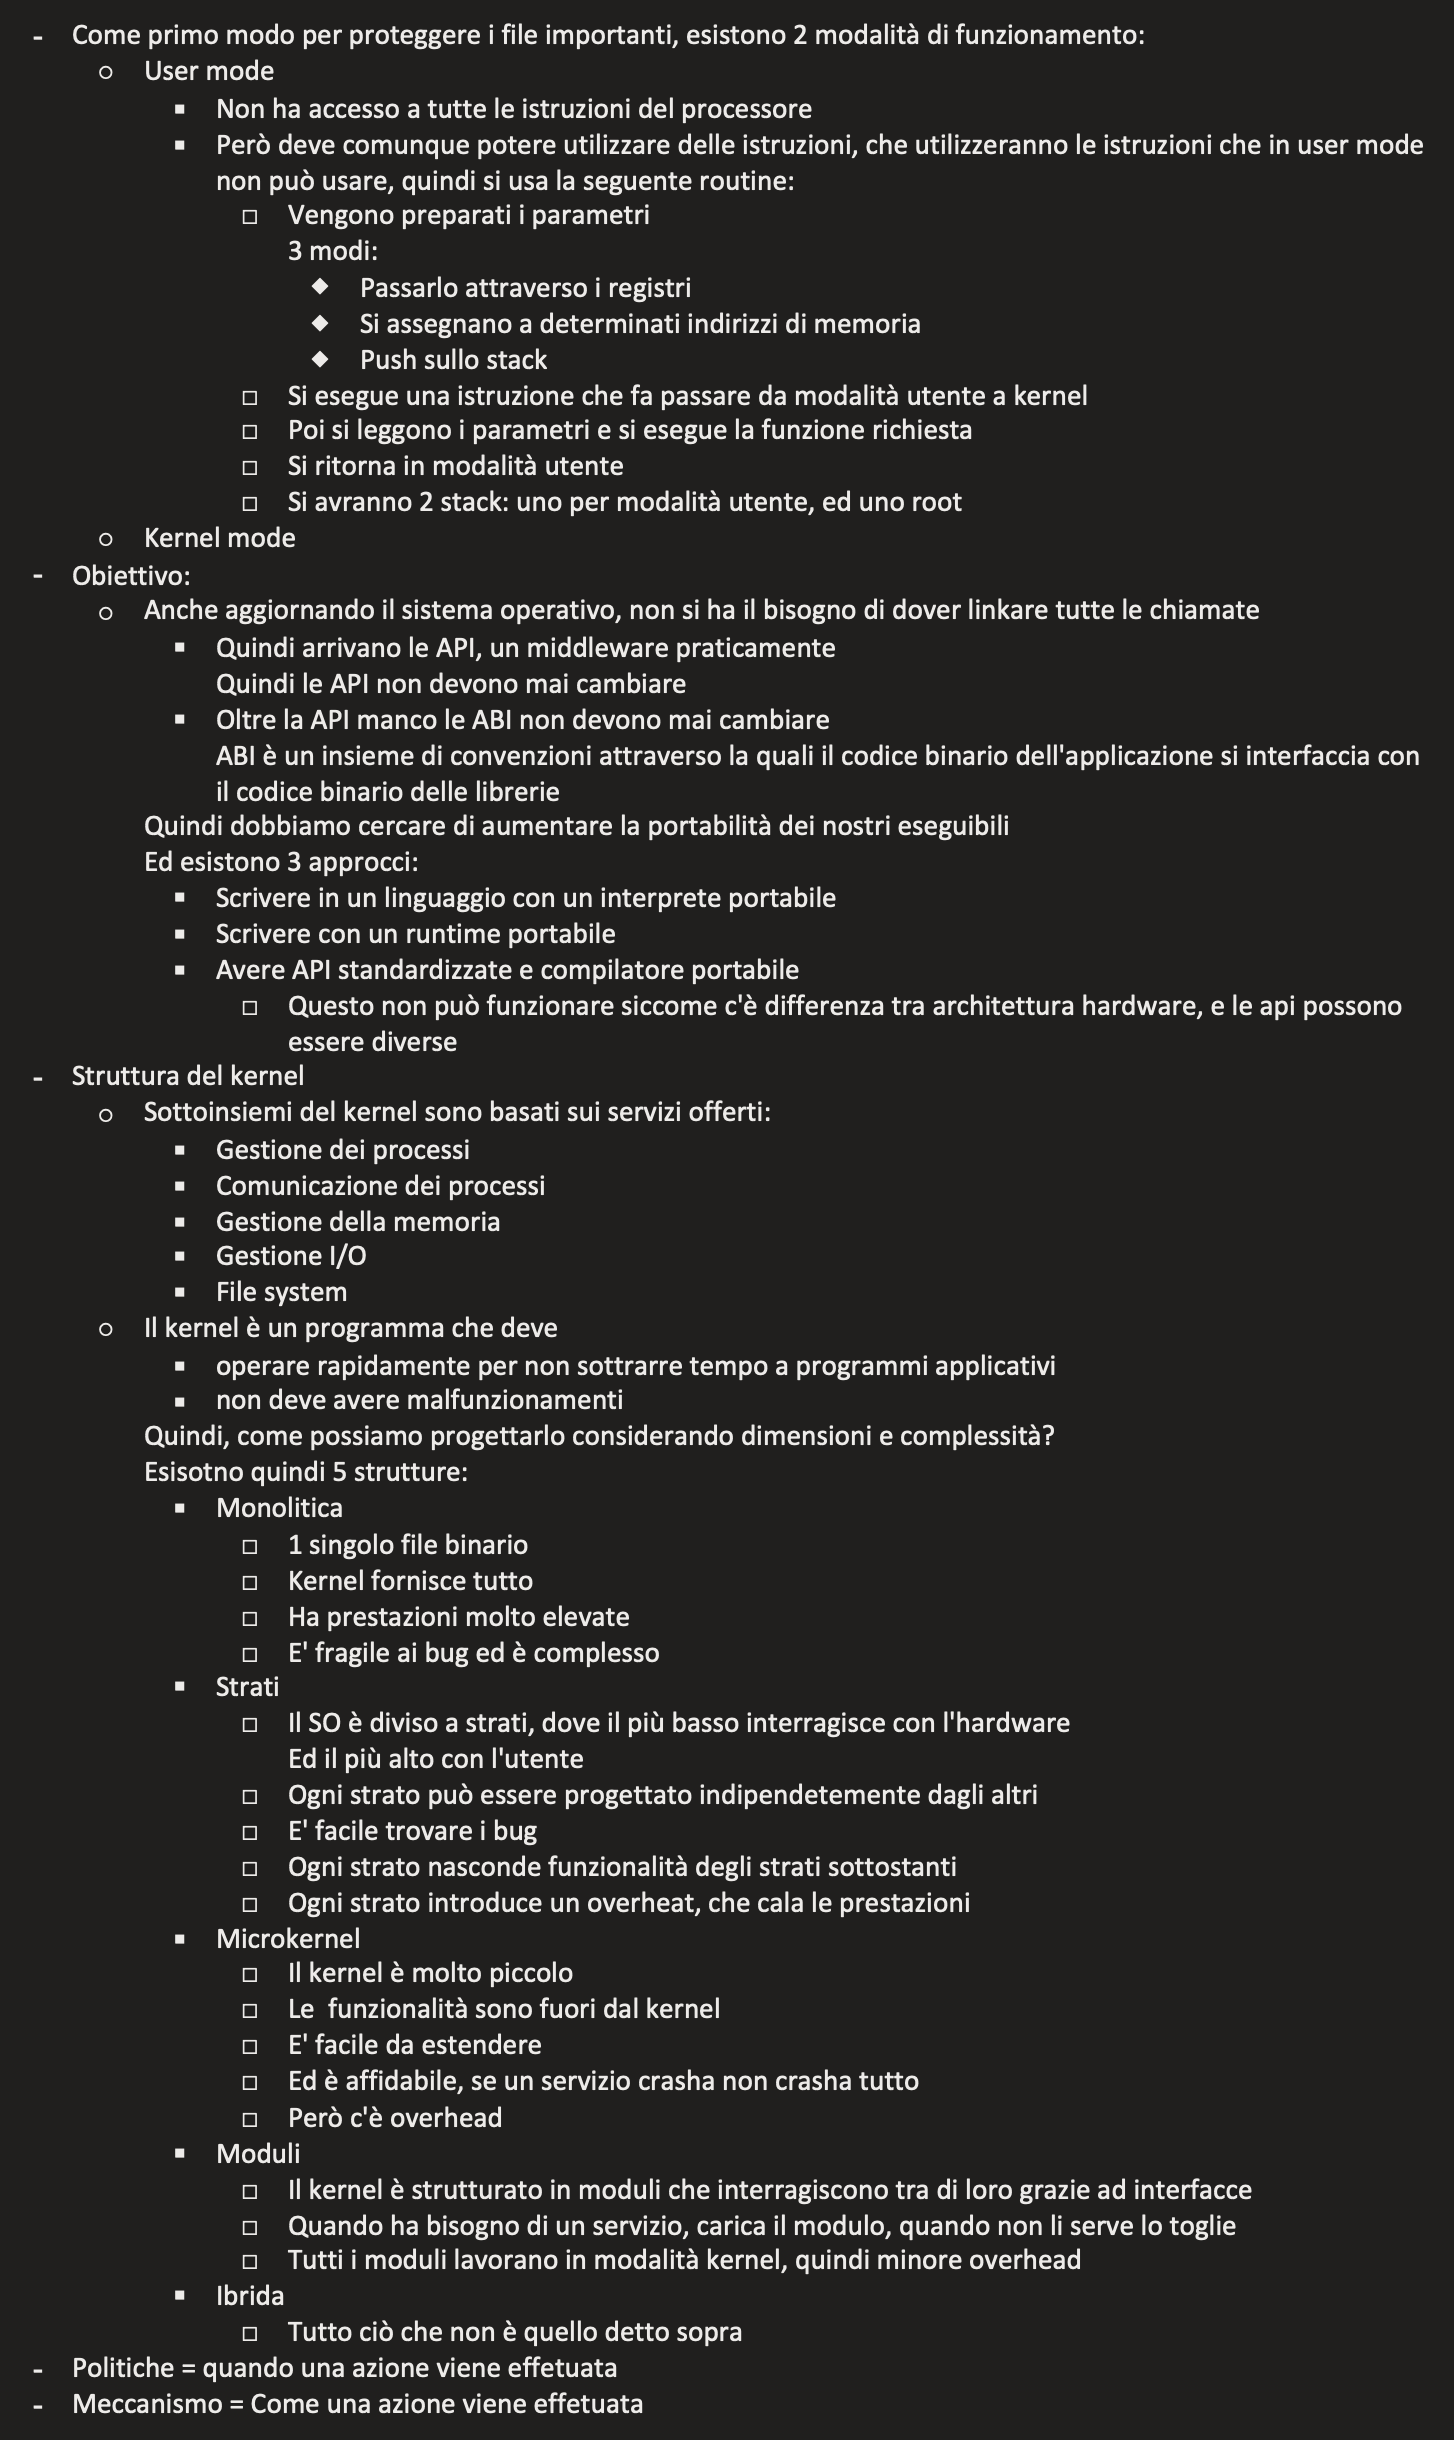 - Come primo modo per proteggere i file importanti, esistono 2 modalità di funzionamento:
○ User mode
▪ Non ha accesso a tutte le istruzioni del processore
▪ Però deve comunque potere utilizzare delle istruzioni, che utilizzeranno le istruzioni che in user mode
non può usare, quindi si usa la seguente routine:
□ Vengono preparati i parametri
3 modi:
◆ Passarlo attraverso i registri
◆ Si assegnano a determinati indirizzi di memoria
◆ Push sullo stack
□ Si esegue una istruzione che fa passare da modalità utente a kernel
□ Poi si leggono i parametri e si esegue la funzione richiesta
□ Si ritorna in modalità utente
□ Si avranno 2 stack: uno per modalità utente, ed uno root
○ Kernel mode
- Obiettivo:
○ Anche aggiornando il sistema operativo, non si ha il bisogno di dover linkare tutte le chiamate
▪ Quindi arrivano le API, un middleware praticamente
Quindi le API non devono mai cambiare
▪ Oltre la API manco le ABI non devono mai cambiare
ABI è un insieme di convenzioni attraverso la quali il codice binario dell'applicazione si interfaccia con
il codice binario delle librerie
Quindi dobbiamo cercare di aumentare la portabilità dei nostri eseguibili
Ed esistono 3 approcci:
▪ Scrivere in un linguaggio con un interprete portabile
▪ Scrivere con un runtime portabile
▪ Avere API standardizzate e compilatore portabile
□ Questo non può funzionare siccome c'è differenza tra architettura hardware, e le api possono
essere diverse
- Struttura del kernel
○ Sottoinsiemi del kernel sono basati sui servizi offerti:
▪ Gestione dei processi
▪ Comunicazione dei processi
▪ Gestione della memoria
▪ Gestione I/O
▪ File system
○ Il kernel è un programma che deve
▪ operare rapidamente per non sottrarre tempo a programmi applicativi
▪ non deve avere malfunzionamenti
Quindi, come possiamo progettarlo considerando dimensioni e complessità?
Esisotno quindi 5 strutture:
▪ Monolitica
□ 1 singolo file binario
□ Kernel fornisce tutto
□ Ha prestazioni molto elevate
□ E' fragile ai bug ed è complesso
▪ Strati
□ Il SO è diviso a strati, dove il più basso interragisce con l'hardware
Ed il più alto con l'utente
□ Ogni strato può essere progettato indipendetemente dagli altri
□ E' facile trovare i bug
□ Ogni strato nasconde funzionalità degli strati sottostanti
□ Ogni strato introduce un overheat, che cala le prestazioni
▪ Microkernel
□ Il kernel è molto piccolo
□ Le  funzionalità sono fuori dal kernel
□ E' facile da estendere
□ Ed è affidabile, se un servizio crasha non crasha tutto
□ Però c'è overhead
▪ Moduli
□ Il kernel è strutturato in moduli che interragiscono tra di loro grazie ad interfacce
□ Quando ha bisogno di un servizio, carica il modulo, quando non li serve lo toglie
□ Tutti i moduli lavorano in modalità kernel, quindi minore overhead
▪ Ibrida
□ Tutto ciò che non è quello detto sopra
- Politiche = quando una azione viene effetuata
- Meccanismo = Come una azione viene effetuata